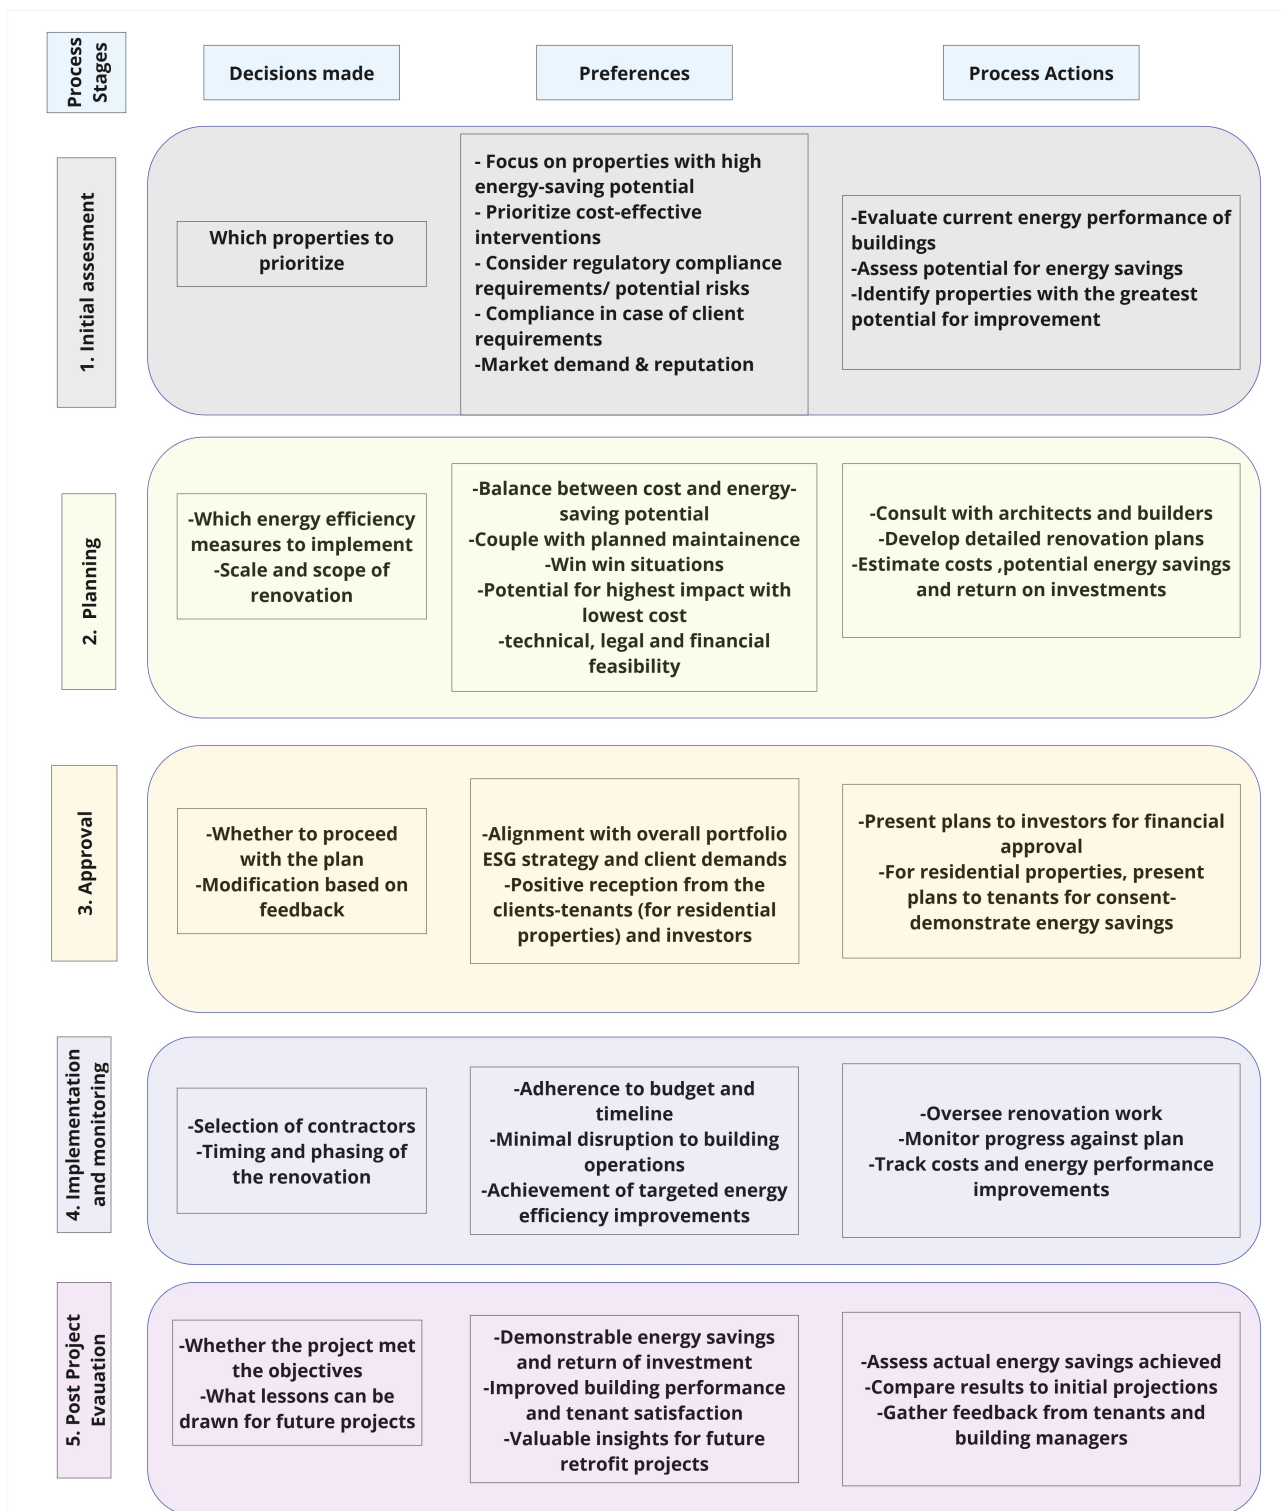 Process
Stages
Decisions made
Preferences
Process Actions
1. Initial assesment
Which properties to
prioritize
- Focus on properties with high
energy-saving potential
- Prioritize cost-effective
interventions
- Consider regulatory compliance
requirements/ potential risks
- Compliance in case of client
requirements
-Market demand & reputation
-Evaluate current energy performance of
buildings
-Assess potential for energy savings
-Identify properties with the greatest
potential for improvement
2. Planning
-Which energy efficiency
measures to implement
-Scale and scope of
renovation
-Balance between cost and energy-
saving potential
-Couple with planned maintainence
-Win win situations
-Potential for highest impact with
lowest cost
-technical, legal and financial
feasibility
-Consult with architects and builders
-Develop detailed renovation plans
-Estimate costs ,potential energy savings
and return on investments
3. Approval
-Whether to proceed
with the plan
-Modification based on
feedback
-Alignment with overall portfolio
ESG strategy and client demands
-Positive reception from the
clients-tenants (for residential
properties) and investors
-Present plans to investors for financial
approval
-For residential properties, present
plans to tenants for consent-
demonstrate energy savings
4. Implementation
and monitoring
-Selection of contractors
-Timing and phasing of
the renovation
-Adherence to budget and
timeline
-Minimal disruption to building
operations
-Achievement of targeted energy
efficiency improvements
-Oversee renovation work
-Monitor progress against plan
-Track costs and energy performance
improvements
5. Post Project
Evauation
-Whether the project met
the objectives
-What lessons can be
drawn for future projects
-Demonstrable energy savings
and return of investment
-Improved building performance
and tenant satisfaction
-Valuable insights for future
retrofit projects
-Assess actual energy savings achieved
-Compare results to initial projections
-Gather feedback from tenants and
building managers